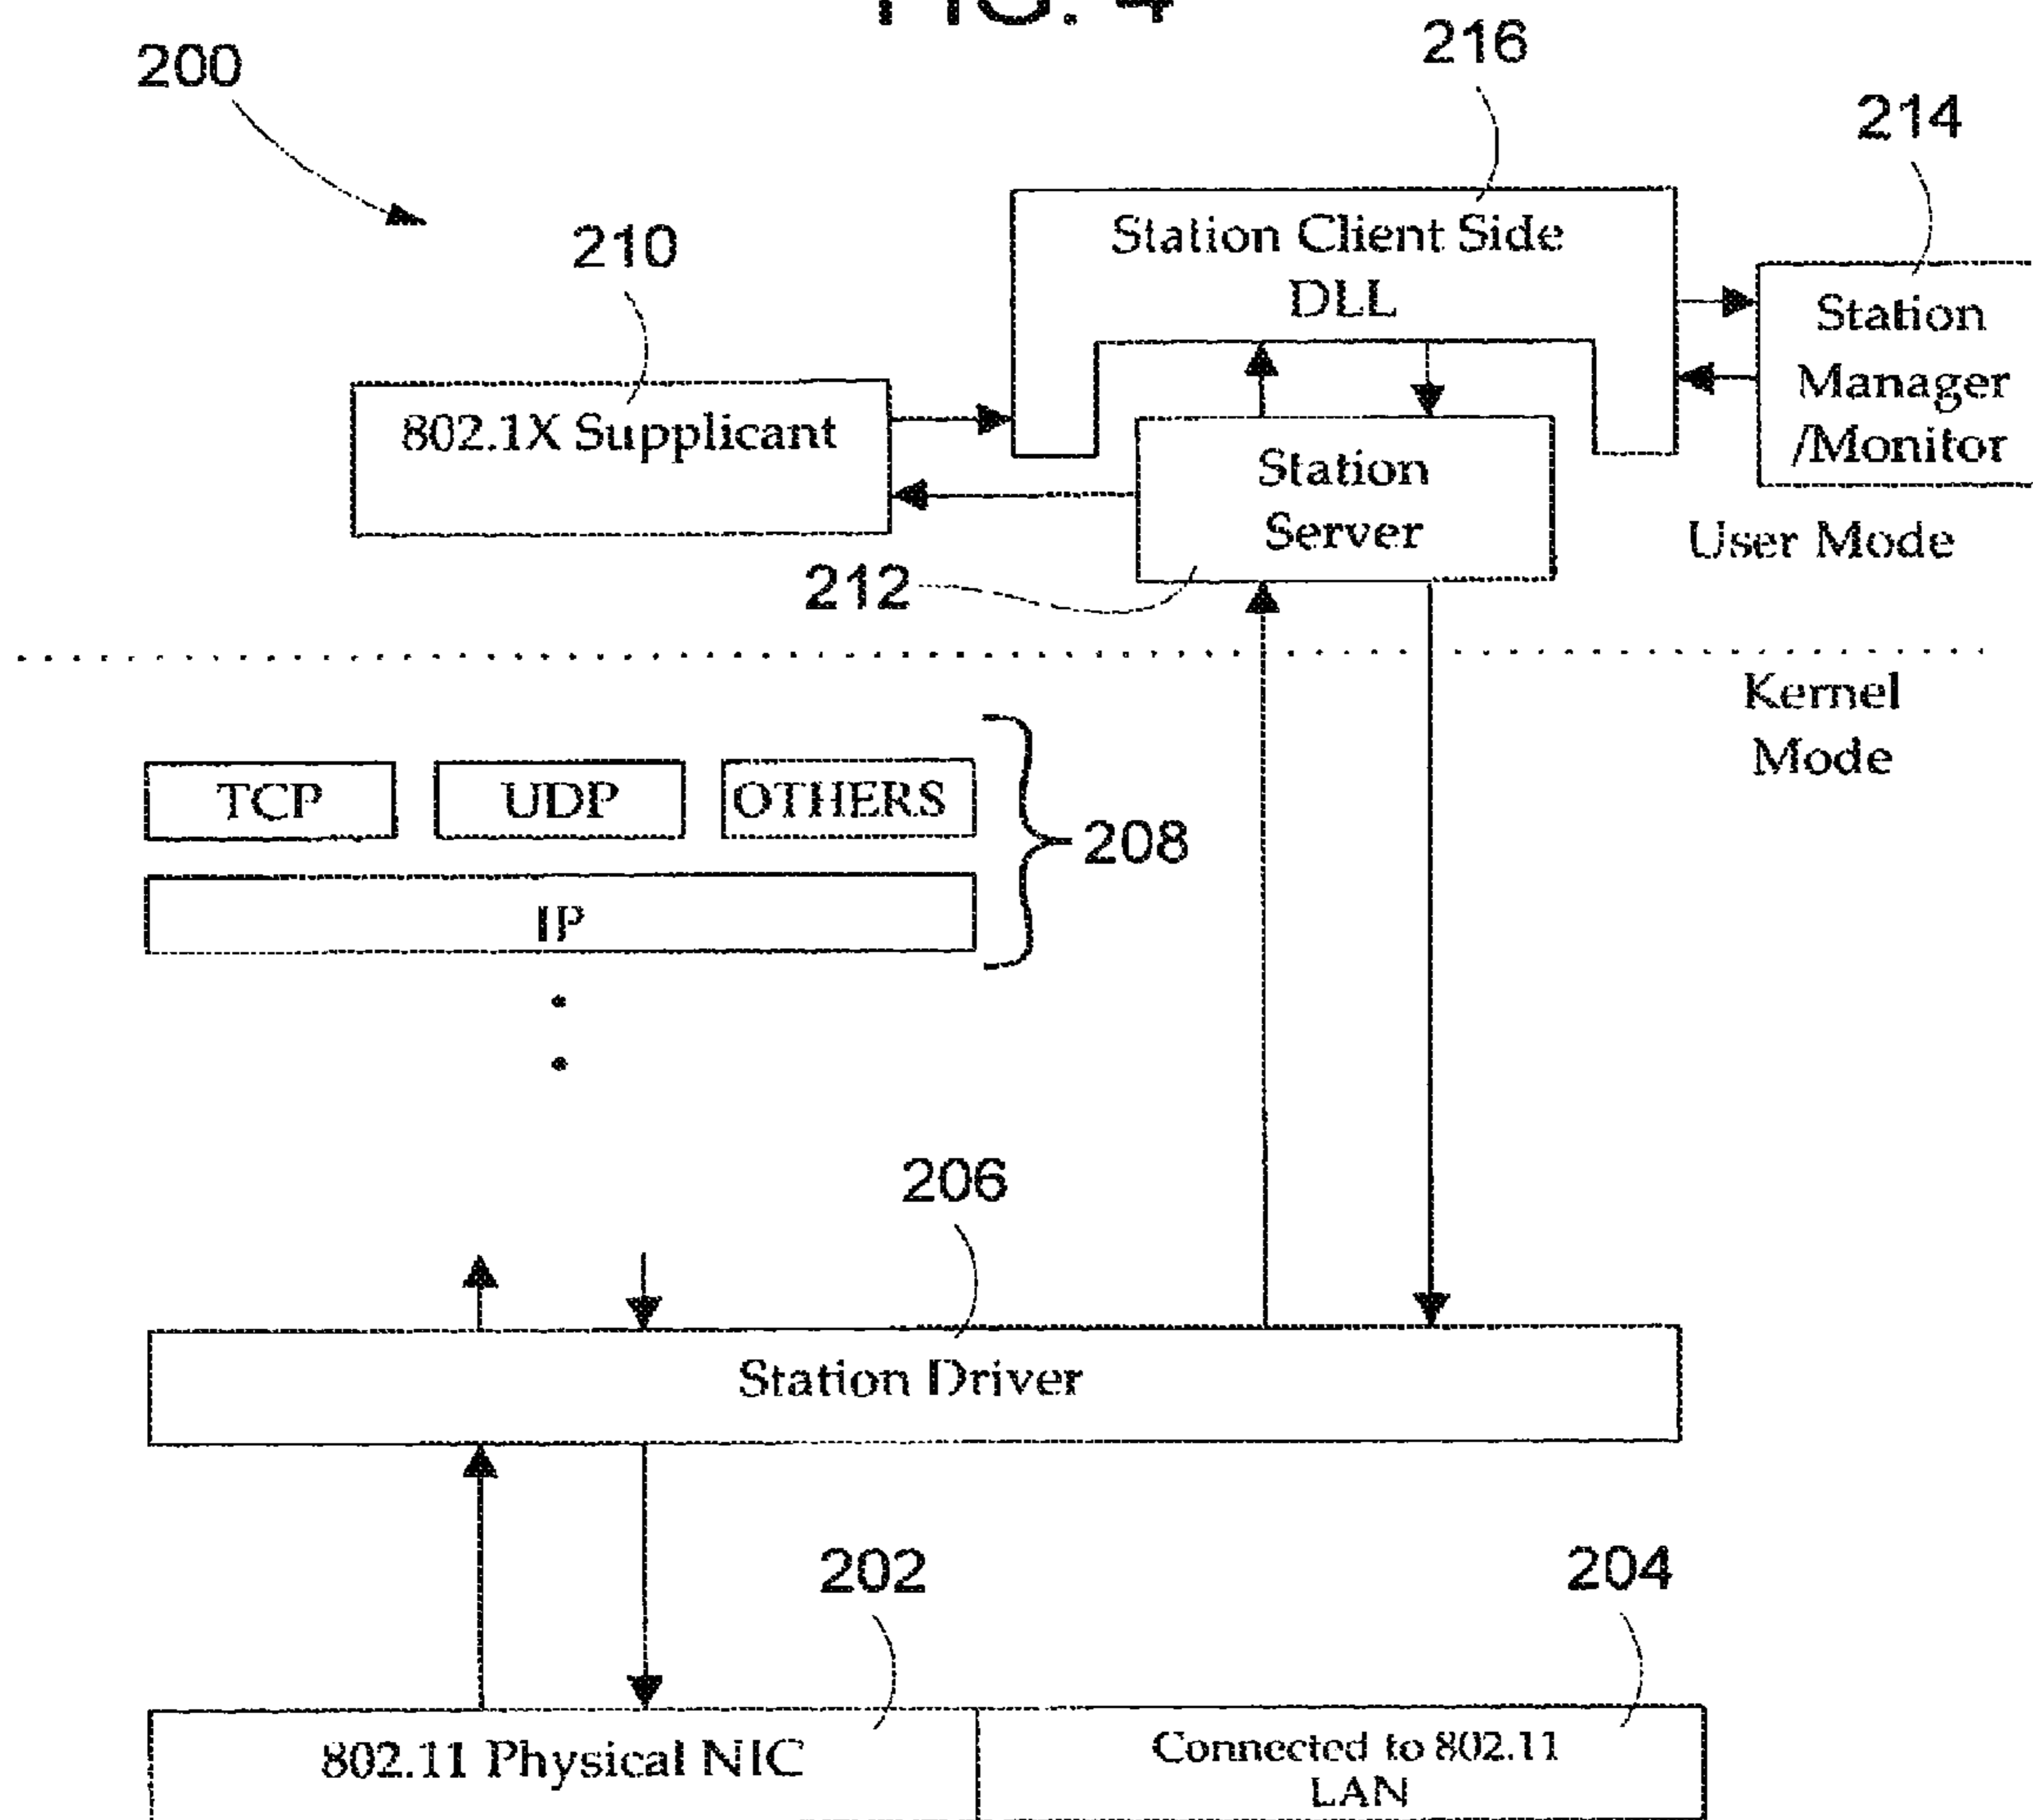 FIG. 4
200
216
214
210
Station Client Side
DLL
Station
Manager
/Monitor
802.1X Supplicant
Station
Server
User Mode
212
Kernel
Mode
TCP
UDP
OTHERS
208
IP
206
Station Driver
202
204
802.11 Physical NIC
Connected to 802.11
LAN